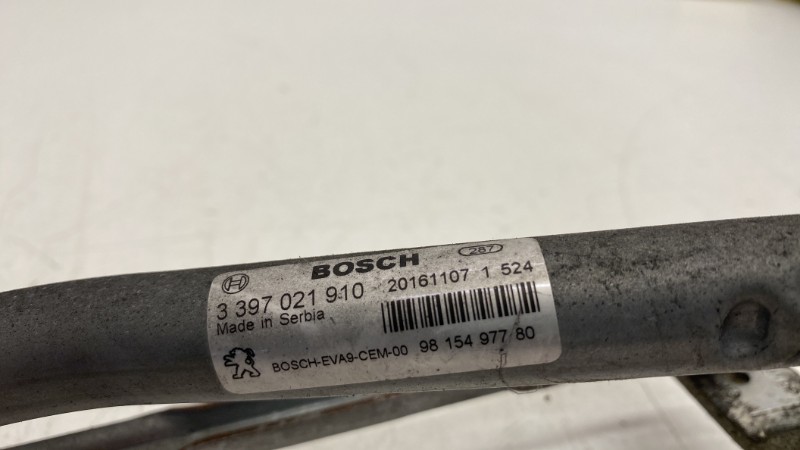 BOSCH 287
3 397 021 910 20161107 1 524
Made in Serbia
BOSCH-EVA9-CEM-00 98 154 977 80